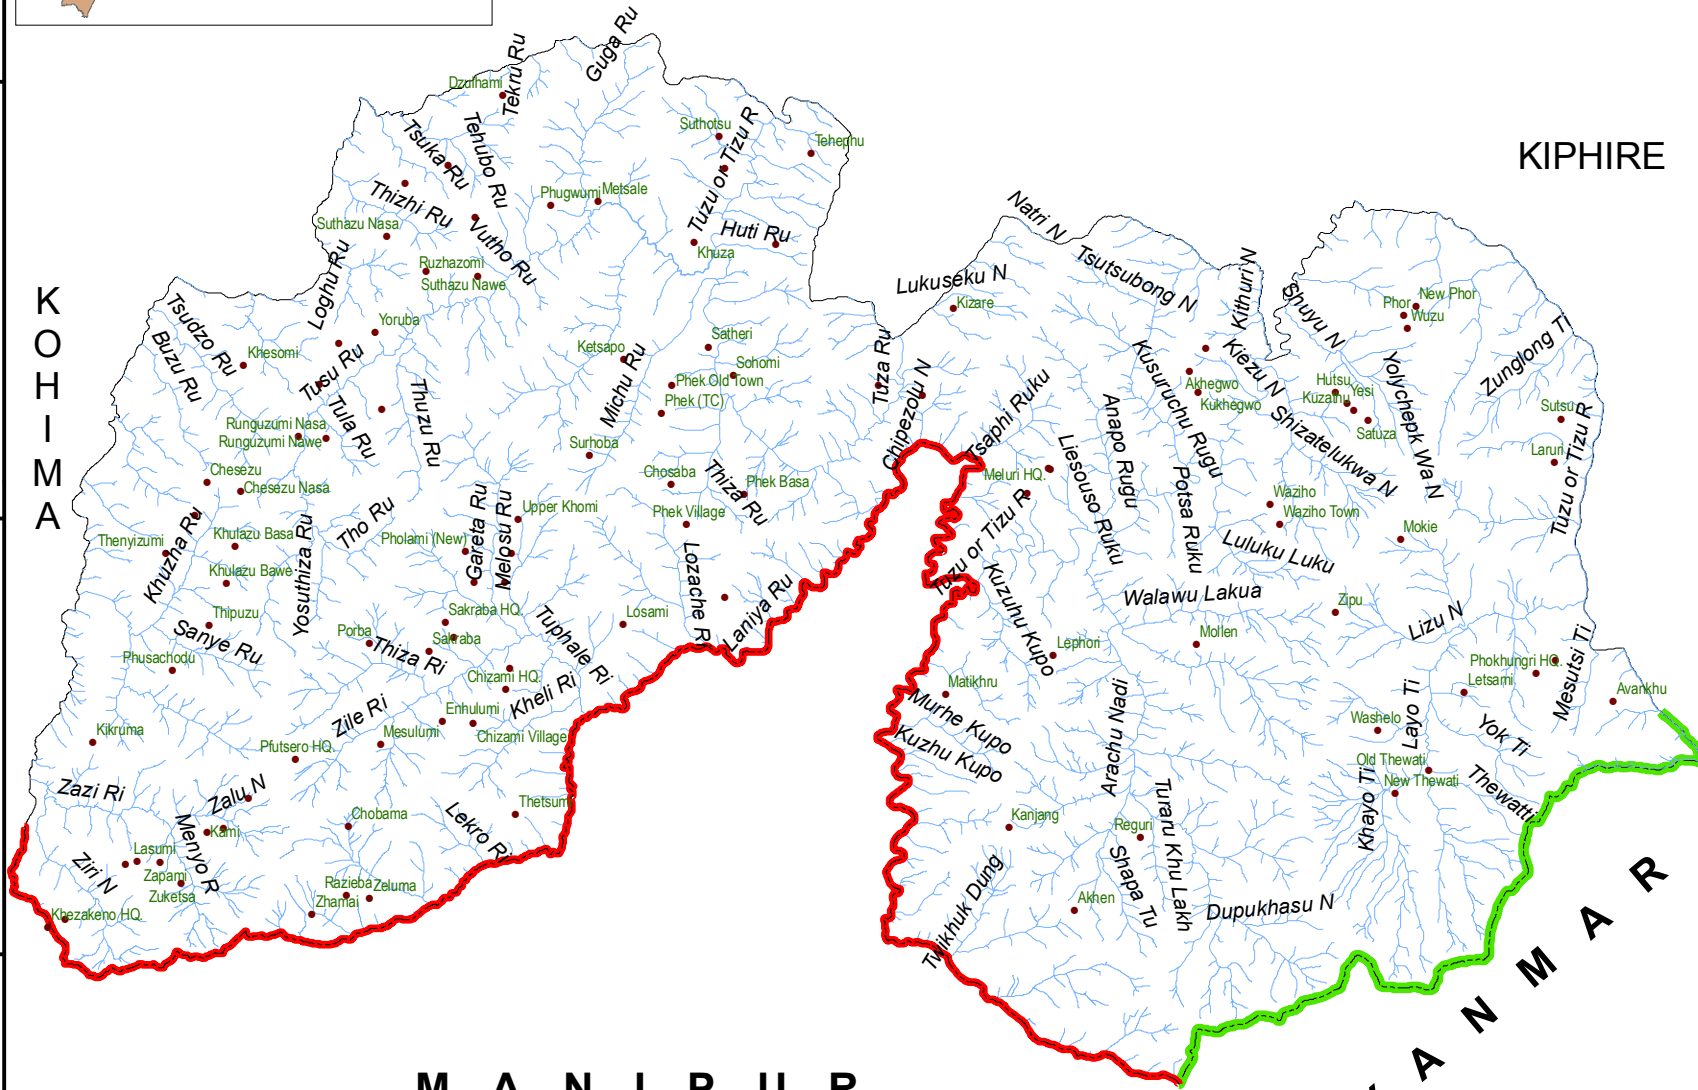 Guga Ru
Tekru Ru
Dzulhami
Tsuka Ru
Tehubo Ru
Suthotsu
Tuzu or Tizu R
Tehephu
KIPHIRE
Thizhi Ru
Phugwumi
Metsale
Suthazu Nasa
Vutho Ru
Huti Ru
Khuza
Natri N
Loghu Ru
Ruzhazomi
Suthazu Nawe
Lukuseku N
Tsutsubong N
Kithuri N
Shuyu N
Kizare
Phor
New Phor
Wuzu
KOHIMA
Tsudzo Ru
Buzu Ru
Khesomi
Yoruba
Tusu Ru
Ketsapo
Michu Ru
Satheri
Sohomi
Phek Old Town
Phek (TC)
Tuza Ru
Chipezolu N
Tsaphi Ruku
Kusuruchu Rugu
Kiezu N
Akhegwo
Kukhegwo
Hutsu
Kuzathu
Yesi
Satuza
Yolychepk Wa N
Zunglong Ti
Sutsu
Laruri
Tuzu or Tizu R
Runguzumi Nasa
Runguzumi Nawe
Tula Ru
Thuzu Ru
Surhoba
Chosaba
Thiza Ru
Phek Basa
Phek Village
Meluri HQ.
Liesouso Ruku
Anapo Rugu
Potsa Ruku
Shizatelukwa N
Waziho
Waziho Town
Mokie
Chesezu
Chesezu Nasa
Khuzha Ru
Thenyizumi
Khulazu Basa
Khulazu Bawe
Yosuthiza Ru
Tho Ru
Pholami (New)
Gareta Ru
Melosu Ru
Upper Khomi
Lozache R
Laniya Ru
Tuzu or Tizu R
Kuzuhu Kupo
Luluku Luku
Walawu Lakua
Zipu
Lizu N
Thipuzu
Sanye Ru
Phusachodu
Porba
Thiza Ri
Sakraba HQ.
Sakraba
Tuphale Ri
Losami
Lephori
Mollen
Phokhungri HQ.
Letsami
Mesutsi Ti
Avankhu
Chizami HQ.
Kheli Ri
Matikhru
Murhe Kupo
Kuzhu Kupo
Arachu Nadi
Layo Ti
Washelo
Yok Ti
Kikruma
Zile Ri
Enhulumi
Mesulumi
Chizami Village
Pfutsero HQ.
Old Thewati
New Thewati
Khayo Ti
Thewatti
Zazi Ri
Zalu N
Menyo R
Kami
Chobama
Lekro Ri
Thetsumi
Kanjang
Reguri
Turaru Khu Lakh
Shapa Tu
Ziri N
Lasumi
Zapami
Zuketsa
Razieba
Zeluma
Zhamai
Khezakeno HQ.
Twikhuk Dung
Akhen
Dupukhasu N
MANIPUR
YANMAR